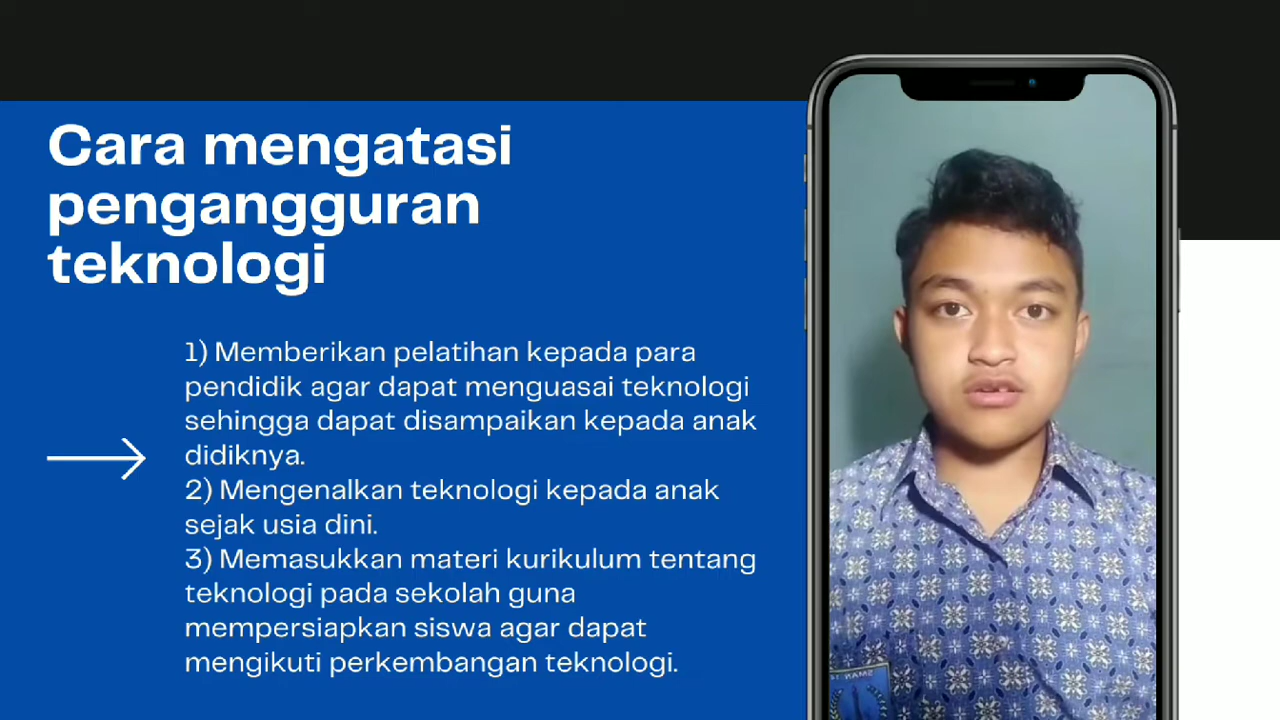 Cara mengatasi
pengangguran
teknologi
1) Memberikan pelatihan kepada para
pendidik agar dapat menguasai teknologi
sehingga dapat disampaikan kepada anak
didiknya.
2) Mengenalkan teknologi kepada anak
sejak usia dini.
3) Memasukkan materi kurikulum tentang
teknologi pada sekolah guna
mempersiapkan siswa agar dapat
mengikuti perkembangan teknologi.